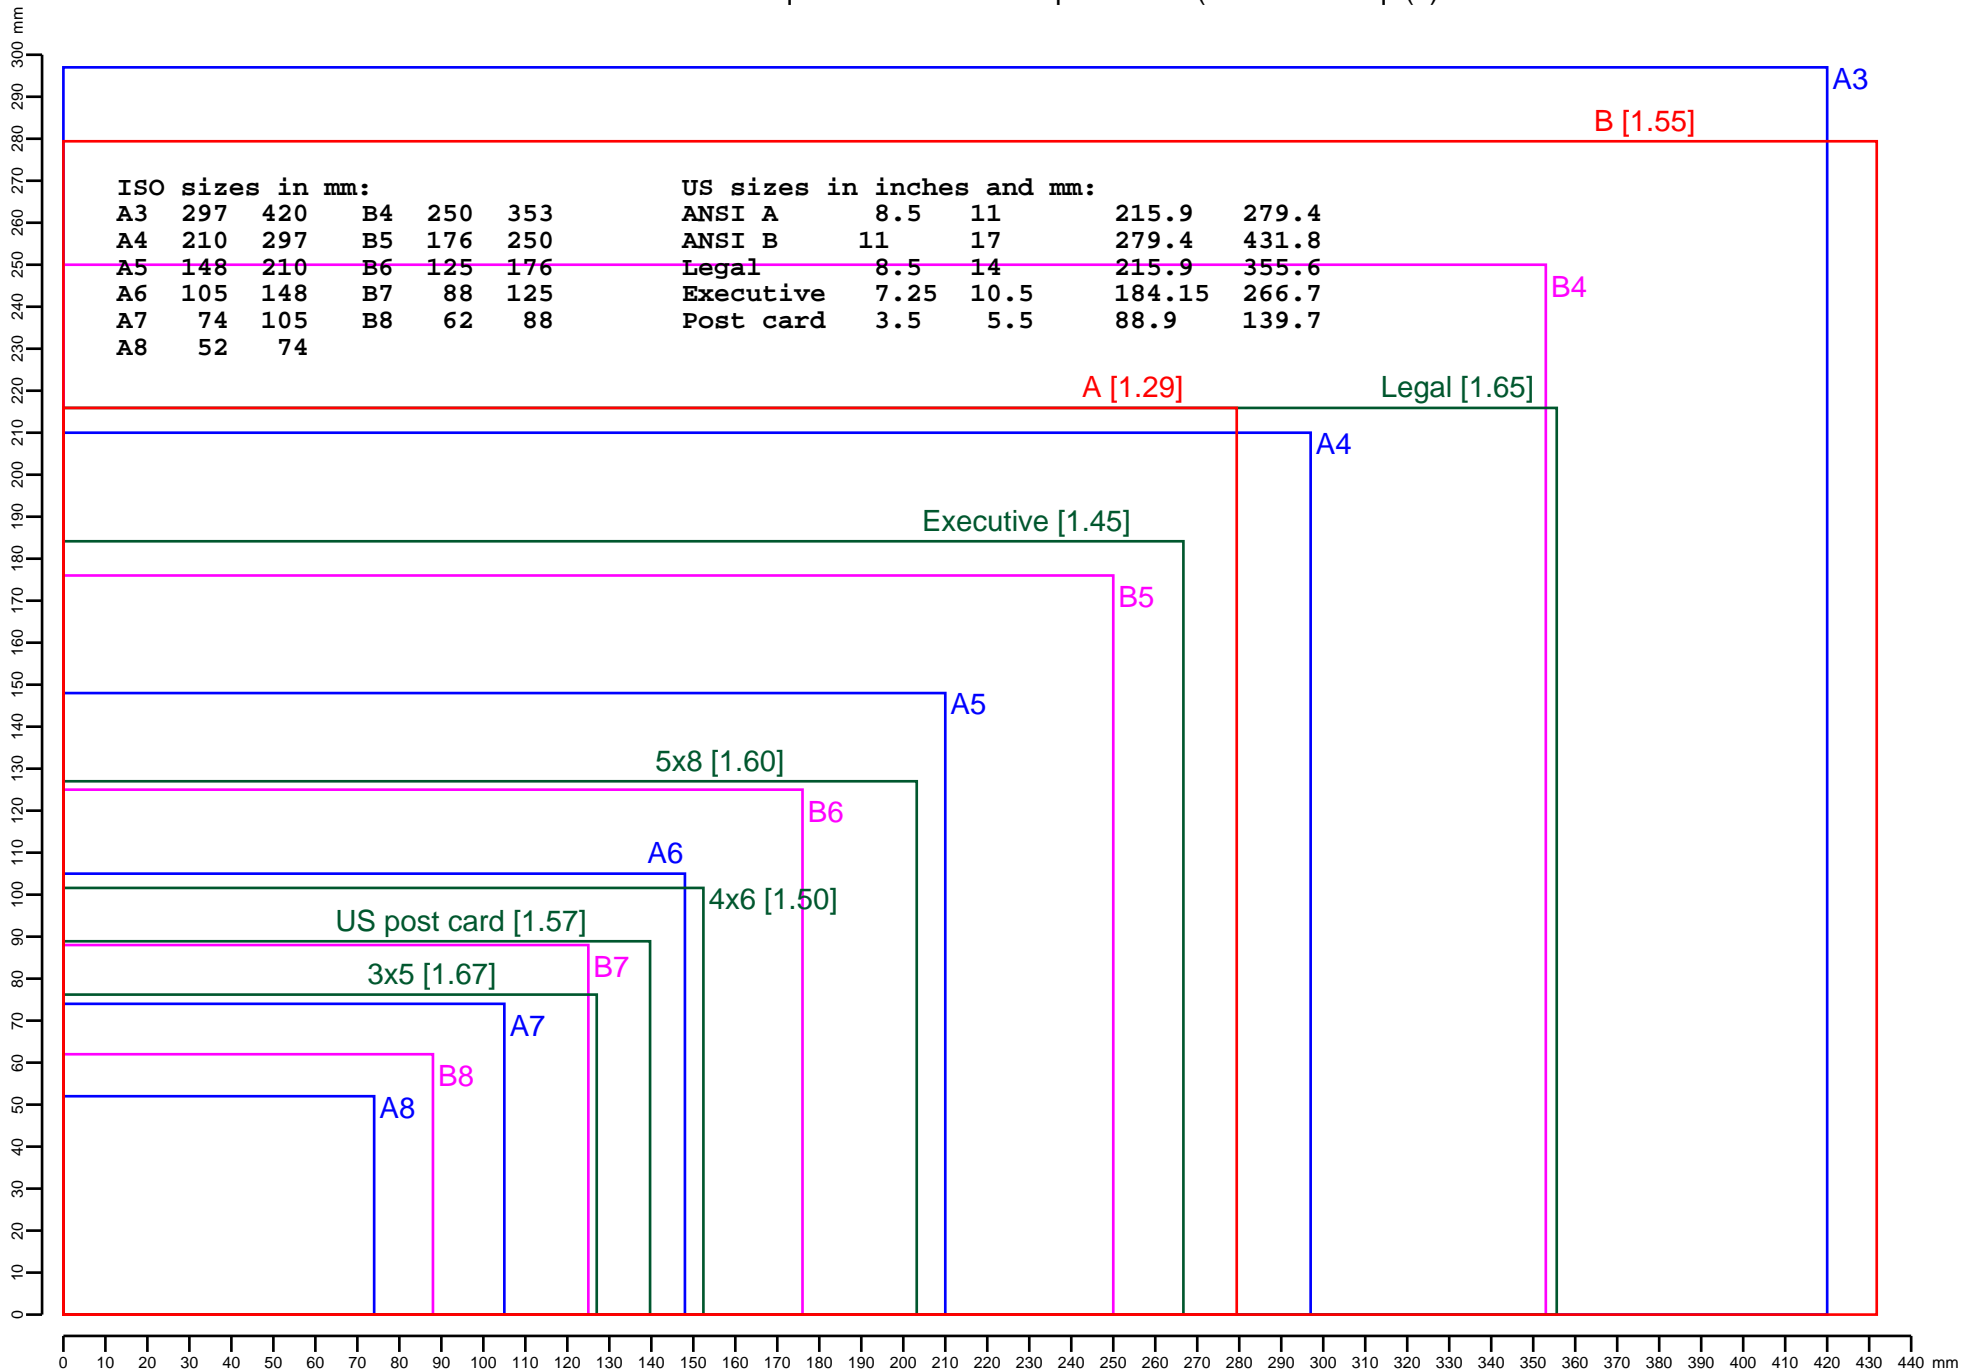 300 mm
A3
290
B [1.55]
280
270
ISO sizes in mm:
US sizes in inches and mm:
A3 297 420 B4 250 353
ANSI A 8.5 11 215.9 279.4
260
A4 210 297 B5 176 250
ANSI B 11 17 279.4 431.8
250
A5 148 210 B6 125 176
Legal 8.5 14 215.9 355.6
A6 105 148 B7 88 125
Executive 7.25 10.5 184.15 266.7
B4
240
A7 74 105 B8 62 88
Post card 3.5 5.5 88.9 139.7
A8 52 74
230
A [1.29]
Legal [1.65]
220
210
A4
200
Executive [1.45]
190
180
B5
170
160
150
A5
140
5x8 [1.60]
130
B6
120
A6
110
4x6 [1.50]
100
US post card [1.57]
90
B7
3x5 [1.67]
80
A7
70
B8
60
A8
50
40
30
20
10
0
0 10 20 30 40 50 60 70 80 90 100 110 120 130 140 150 160 170 180 190 200 210 220 230 240 250 260 270 280 290 300 310 320 330 340 350 360 370 380 390 400 410 420 430 440 mm